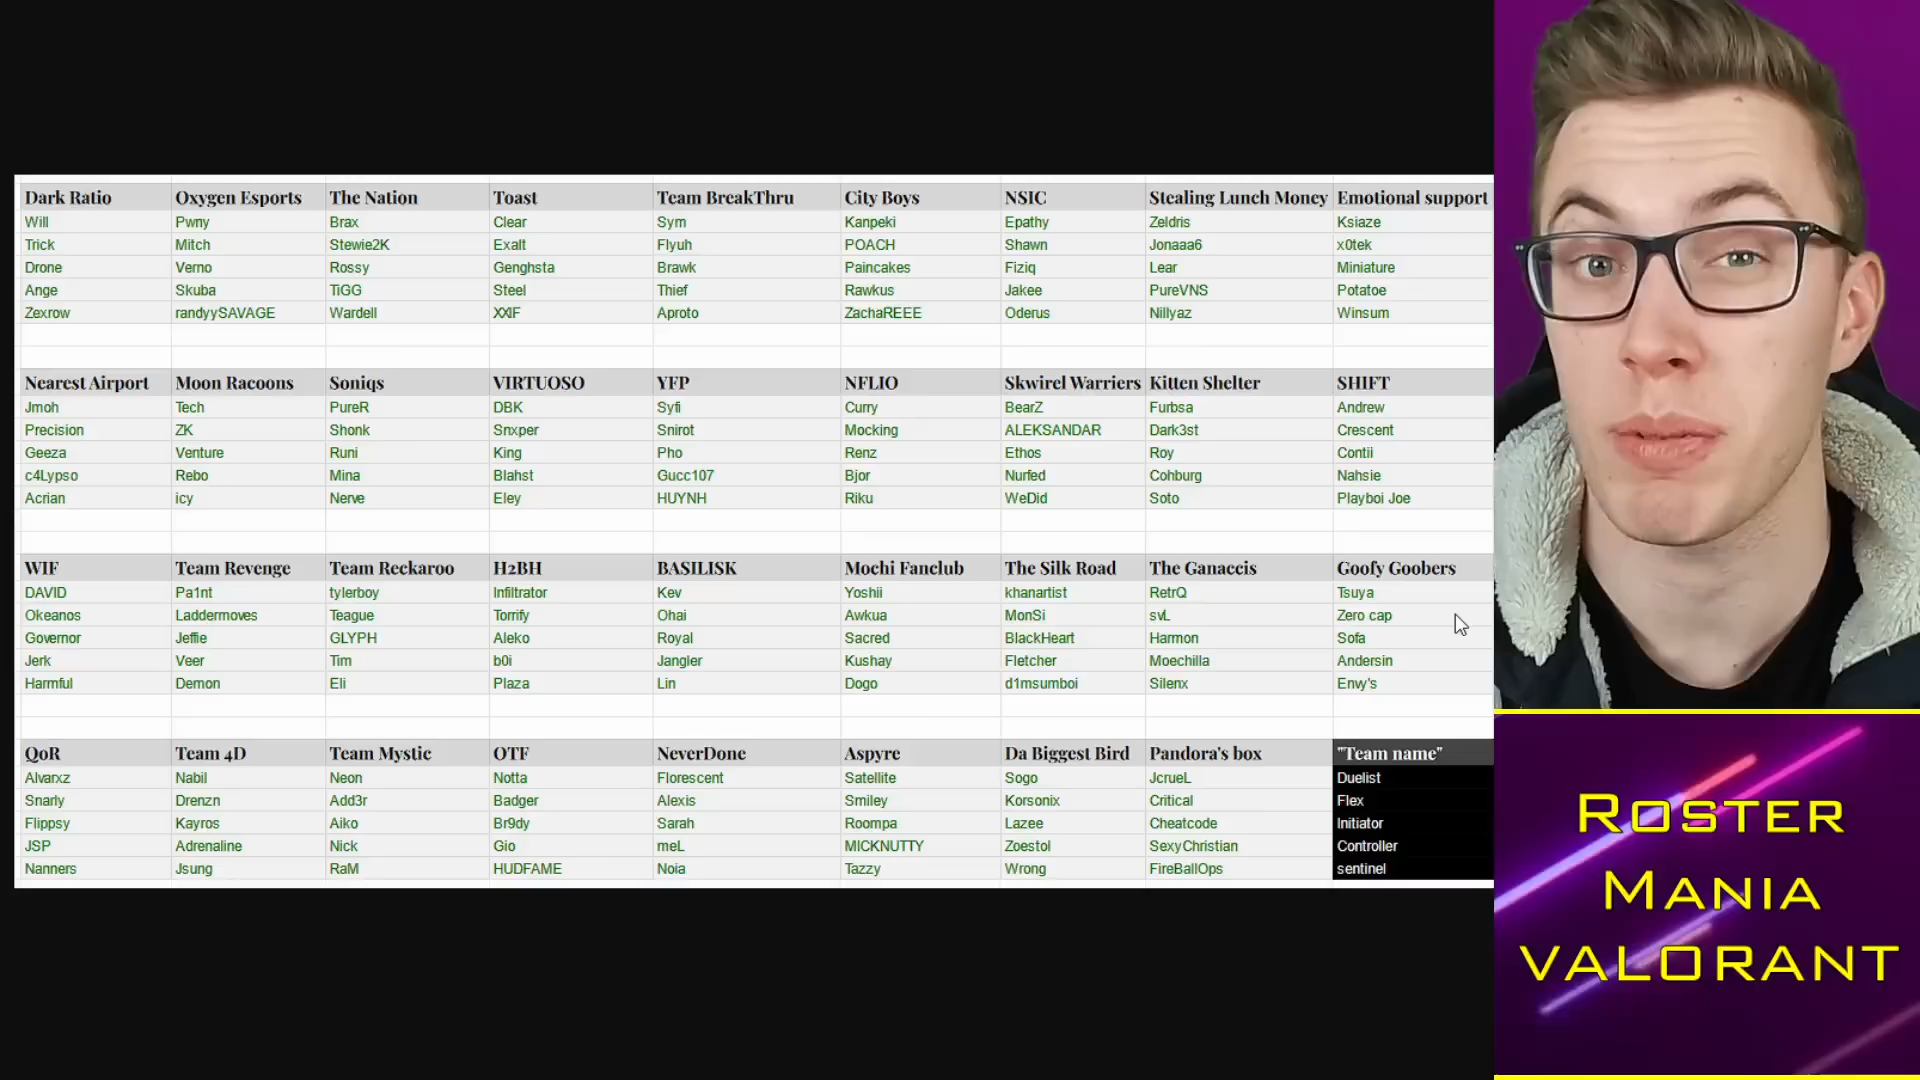 Dark Ratio Oxygen Esports The Nation Toast Team BreakThru City Boys NSIC Stealing Lunch Money Emotional support
Will Pwny Brax Clear Sym Kanpeki Epathy Zeldris Ksiaze
Trick Mitch Stewie2K Exalt Flyuh POACH Shawn Jonaaa6 x0tek
Drone Verno Rossy Genghsta Brawk Paincakes Fiziq Lear Miniature
Ange Skuba TiGG Steel Thief Rawkus Jakee PureVNS Potatoe
Zexrow randyySAVAGE Wardell XXIF Aproto ZachaREEE Oderus Nillyaz Winsum
Nearest Airport Moon Racoons Soniqs VIRTUOSO YFP NFLIO Skwirel Warriers Kitten Shelter SHIFT
Jmoh Tech PureR DBK Syfi Curry BearZ Furbsa Andrew
Precision ZK Shonk Snxper Snirot Mocking ALEKSANDAR Dark3st Crescent
Geeza Venture Runi King Pho Renz Ethos Roy Contii
c4Lypso Rebo Mina Blahst Gucc107 Bjor Nurfed Cohburg Nahsie
Acrian icy Nerve Eley HUYNH Riku WeDid Soto Playboi Joe
WIF Team Revenge Team Reckaroo H2BH BASILISK Mochi Fanclub The Silk Road The Ganaccis Goofy Goobers
DAVID Pa1nt tylerboy Infiltrator Kev Yoshii khanartist RetrQ Tsuya
Okeanos Laddermoves Teague Torrify Ohai Awkua MonSi svL Zero cap
Governor Jeffie GLYPH Aleko Royal Sacred BlackHeart Harmon Sofa
Jerk Veer Tim b0i Jangler Kushay Fletcher Moechilla Andersin
Harmful Demon Eli Plaza Lin Dogo d1msumboi Silenx Envy's
QoR Team 4D Team Mystic OTF NeverDone Aspyre Da Biggest Bird Pandora's box "Team name"
Alvarxz Nabil Neon Notta Florescent Satellite Sogo JcrueL Duelist
Snarly Drenzn Add3r Badger Alexis Smiley Korsonix Critical Flex
Flippsy Kayros Aiko Br9dy Sarah Roompa Lazee Cheatcode Initiator
JSP Adrenaline Nick Gio meL MICKNUTTY Zoestol SexyChristian Controller
Nanners Jsung RaM HUDFAME Noia Tazzy Wrong FireBallOps sentinel
ROSTER
MANIA
VALORANT